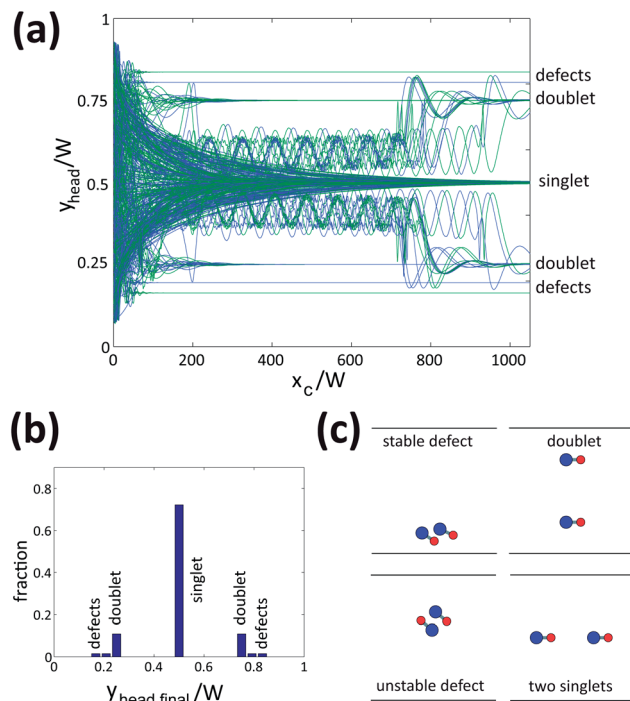 (a)
1
defects
0.75
doublet
y_head/W
0.5
singlet
0.25
doublet
defects
0
0 200 400 600 800 1000
x_c/W
(b)
0.8
0.6
fraction
0.4
0.2
0
defects
doublet
singlet
doublet
defects
0 0.2 0.4 0.6 0.8 1
y_head final/W
(c)
stable defect doublet
unstable defect two singlets